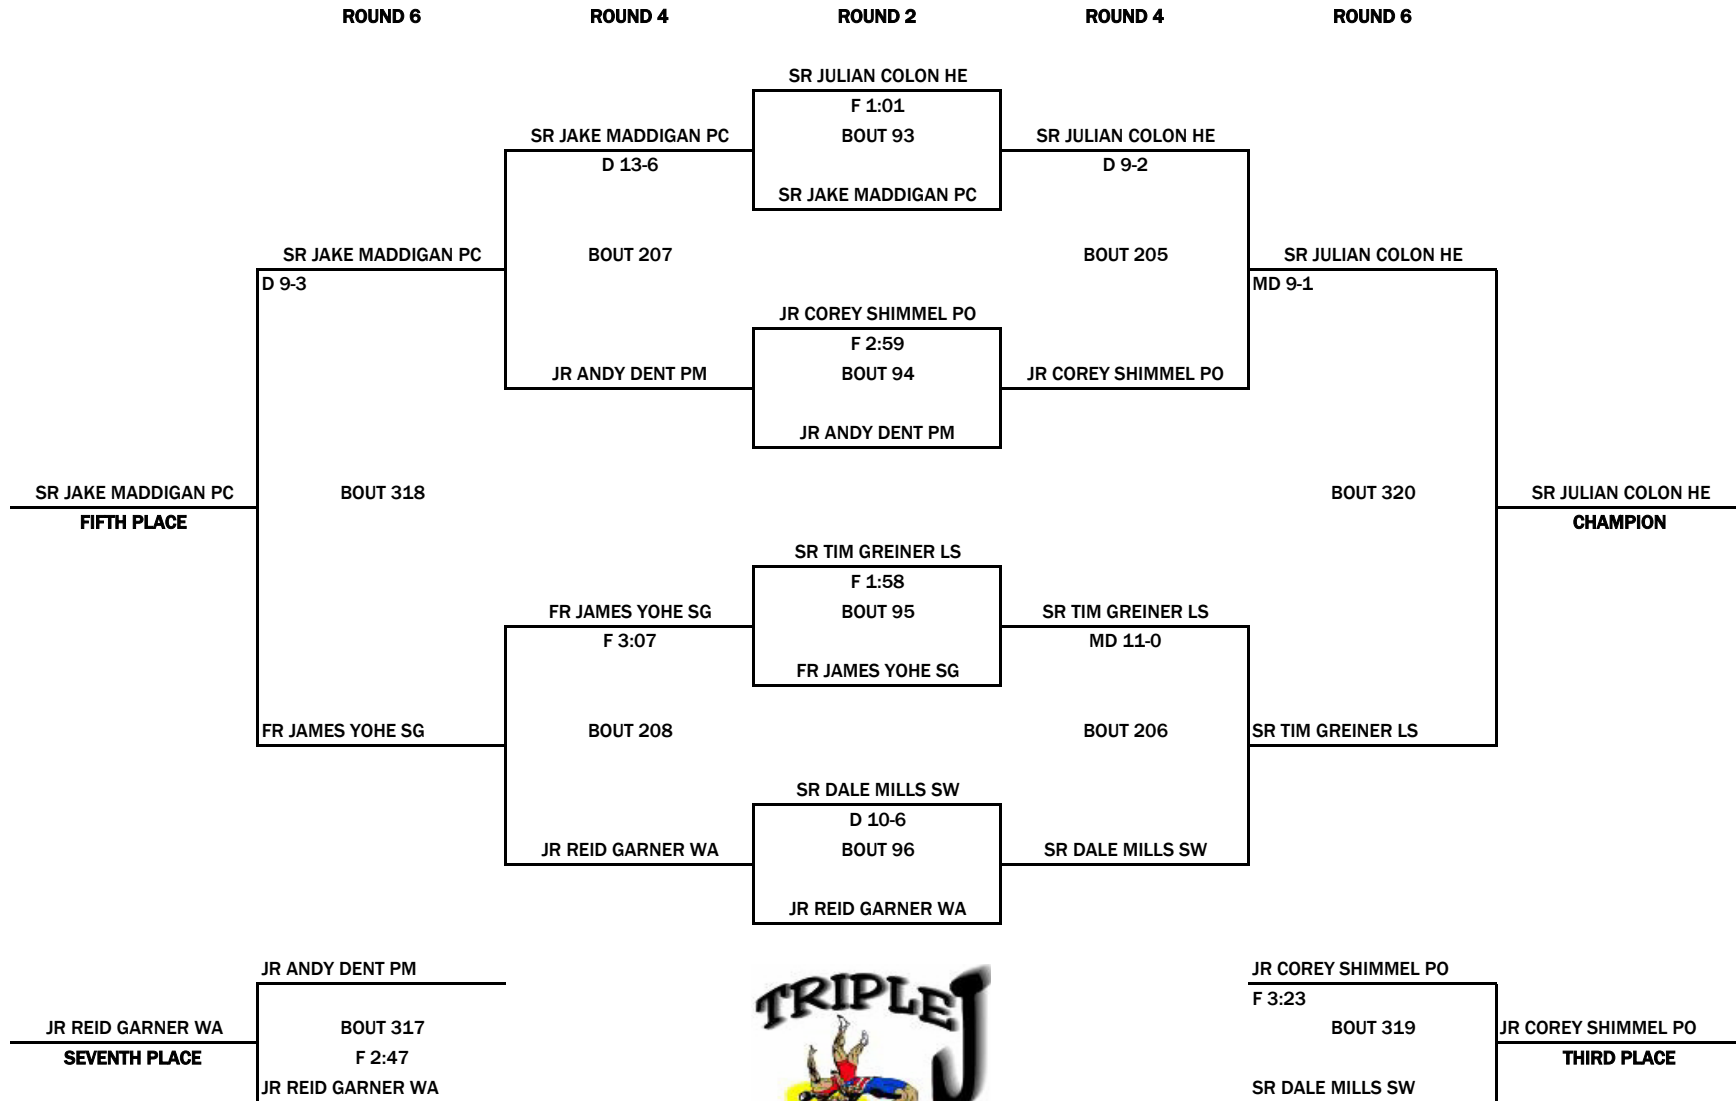 ROUND 6 ROUND 4 ROUND 2 ROUND 4 ROUND 6
SR JULIAN COLON HE
F 1:01
SR JAKE MADDIGAN PC BOUT 93 SR JULIAN COLON HE
D 13-6 D 9-2
SR JAKE MADDIGAN PC
SR JAKE MADDIGAN PC BOUT 207 BOUT 205 SR JULIAN COLON HE
D 9-3 MD 9-1
JR COREY SHIMMEL PO
F 2:59
JR ANDY DENT PM BOUT 94 JR COREY SHIMMEL PO
JR ANDY DENT PM
SR JAKE MADDIGAN PC BOUT 318 BOUT 320 SR JULIAN COLON HE
FIFTH PLACE CHAMPION
SR TIM GREINER LS
F 1:58
FR JAMES YOHE SG BOUT 95 SR TIM GREINER LS
F 3:07 MD 11-0
FR JAMES YOHE SG
FR JAMES YOHE SG BOUT 208 BOUT 206 SR TIM GREINER LS
SR DALE MILLS SW
D 10-6
JR REID GARNER WA BOUT 96 SR DALE MILLS SW
JR REID GARNER WA
JR ANDY DENT PM JR COREY SHIMMEL PO
TRIPLE J
F 3:23
JR REID GARNER WA BOUT 317 BOUT 319 JR COREY SHIMMEL PO
SEVENTH PLACE F 2:47 THIRD PLACE
JR REID GARNER WA SR DALE MILLS SW